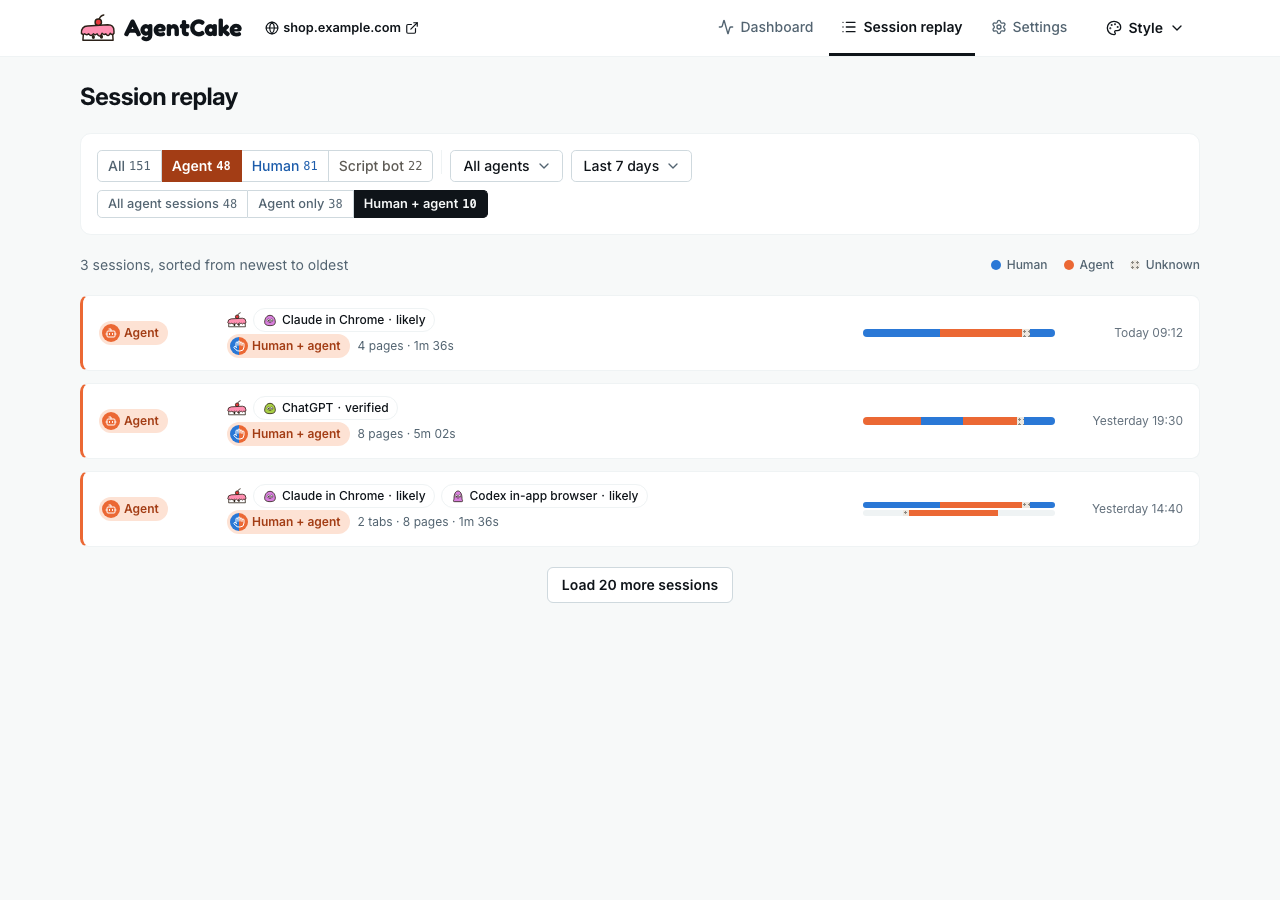 AgentCake shop.example.com Dashboard Session replay Settings Style
Session replay
All 151 Agent 48 Human 81 Script bot 22 All agents Last 7 days
All agent sessions 48 Agent only 38 Human + agent 10
3 sessions, sorted from newest to oldest Human Agent Unknown
Agent Claude in Chrome · likely
Human + agent 4 pages · 1m 36s Today 09:12
Agent ChatGPT · verified
Human + agent 8 pages · 5m 02s Yesterday 19:30
Agent Claude in Chrome · likely Codex in-app browser · likely
Human + agent 2 tabs · 8 pages · 1m 36s Yesterday 14:40
Load 20 more sessions